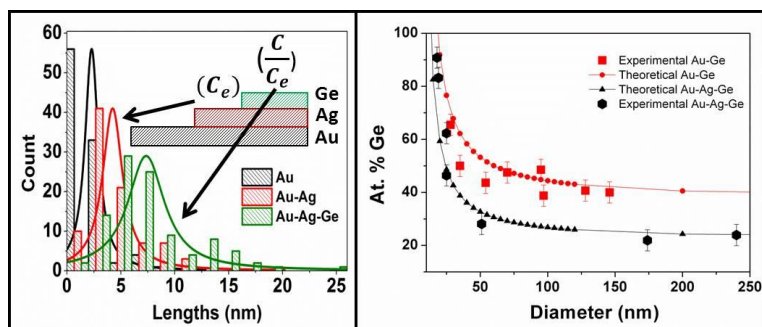 60
50
40
30
20
10
0
Count
0 5 10 15 20 25
Lengths (nm)
(Ce)
(C/Ce)
Ge
Ag
Au
Au
Au-Ag
Au-Ag-Ge
100
80
60
40
20
At. % Ge
50 100 150 200 250
Diameter (nm)
Experimental Au-Ge
Theoretical Au-Ge
Theoretical Au-Ag-Ge
Experimental Au-Ag-Ge